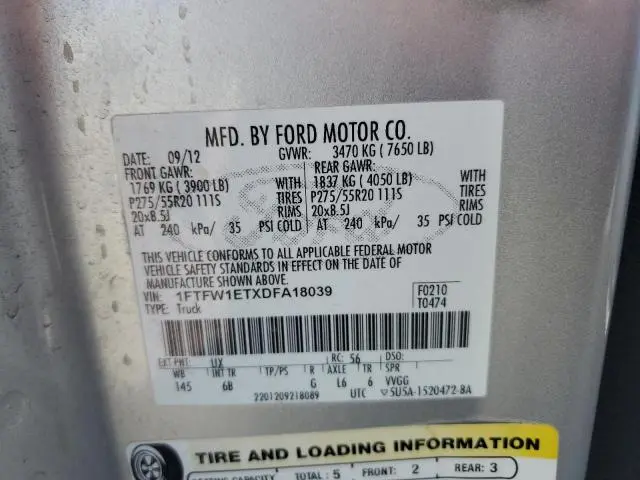 MFD. BY FORD MOTOR CO.
DATE: 09/12 GVWR: 3470 KG ( 7650 LB)
FRONT GAWR: REAR GAWR:
1769 KG ( 3900 LB) WITH 1837 KG ( 4050 LB) WITH
P275/55R20 111S TIRES P275/55R20 111S TIRES
20x8.5J RIMS 20x8.5J RIMS
AT 240 kPa/ 35 PSI COLD AT 240 kPa/ 35 PSI COLD
THIS VEHICLE CONFORMS TO ALL APPLICABLE FEDERAL MOTOR
VEHICLE SAFETY STANDARDS IN EFFECT ON THE DATE OF
MANUFACTURE SHOWN ABOVE.
VIN: 1FTFW1ETXDFA18039 F0210
TYPE: Truck T0474
EXT PNT: UX RC: 56 DSO:
WB INT TR TP/PS R AXLE TR SPR
145 6B G L6 6 VVGG
2201209218089 UTC 5U5A-1520472-BA
TIRE AND LOADING INFORMATION
SEATING CAPACITY TOTAL : 5 FRONT: 2 REAR: 3